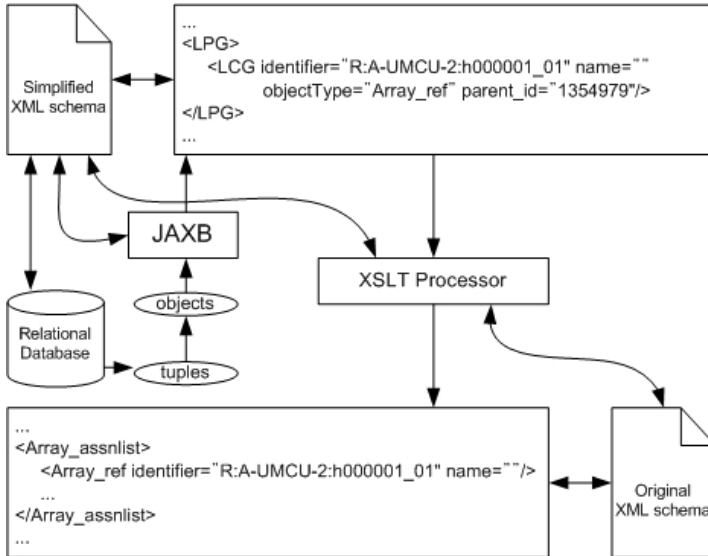 Simplified
XML schema
...
<LPG>
<LCG identifier=¨R:A-UMCU-2:h000001_01" name=¨¨
objectType=¨Array_ref¨ parent_id=¨1354979"/>
</LPG>
...
JAXB
XSLT Processor
objects
Relational
Database
tuples
...
<Array_assnlist>
<Array_ref identifier=¨R:A-UMCU-2:h000001_01" name=¨¨/>
...
</Array_assnlist>
...
Original
XML schema